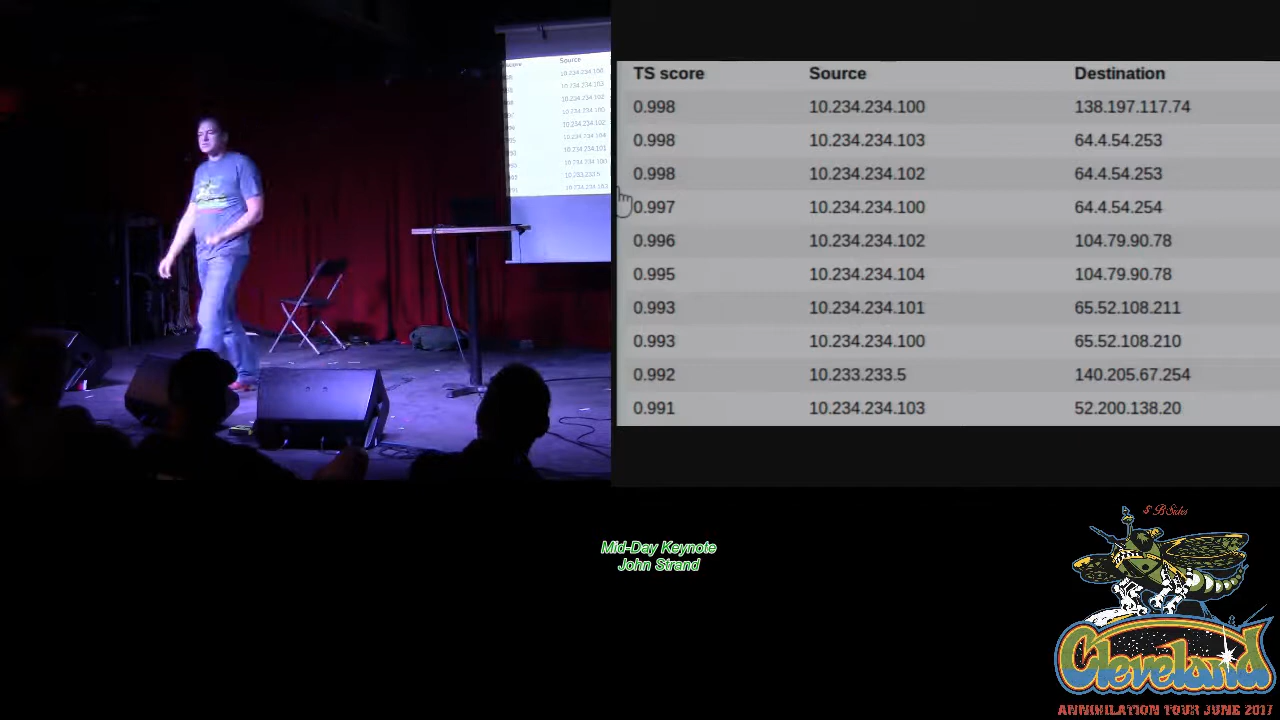 Source
TS score Source Destination
0.998 10.234.234.100 138.197.117.74
0.998 10.234.234.103 64.4.54.253
0.998 10.234.234.102 64.4.54.253
0.997 10.234.234.100 64.4.54.254
0.996 10.234.234.102 104.79.90.78
0.995 10.234.234.104 104.79.90.78
0.993 10.234.234.101 65.52.108.211
0.993 10.234.234.100 65.52.108.210
0.992 10.233.233.5 140.205.67.254
0.991 10.234.234.103 52.200.138.20
Mid-Day Keynote
John Strand
BSides
Cleveland
ANNIHILATION TOUR JUNE 2017